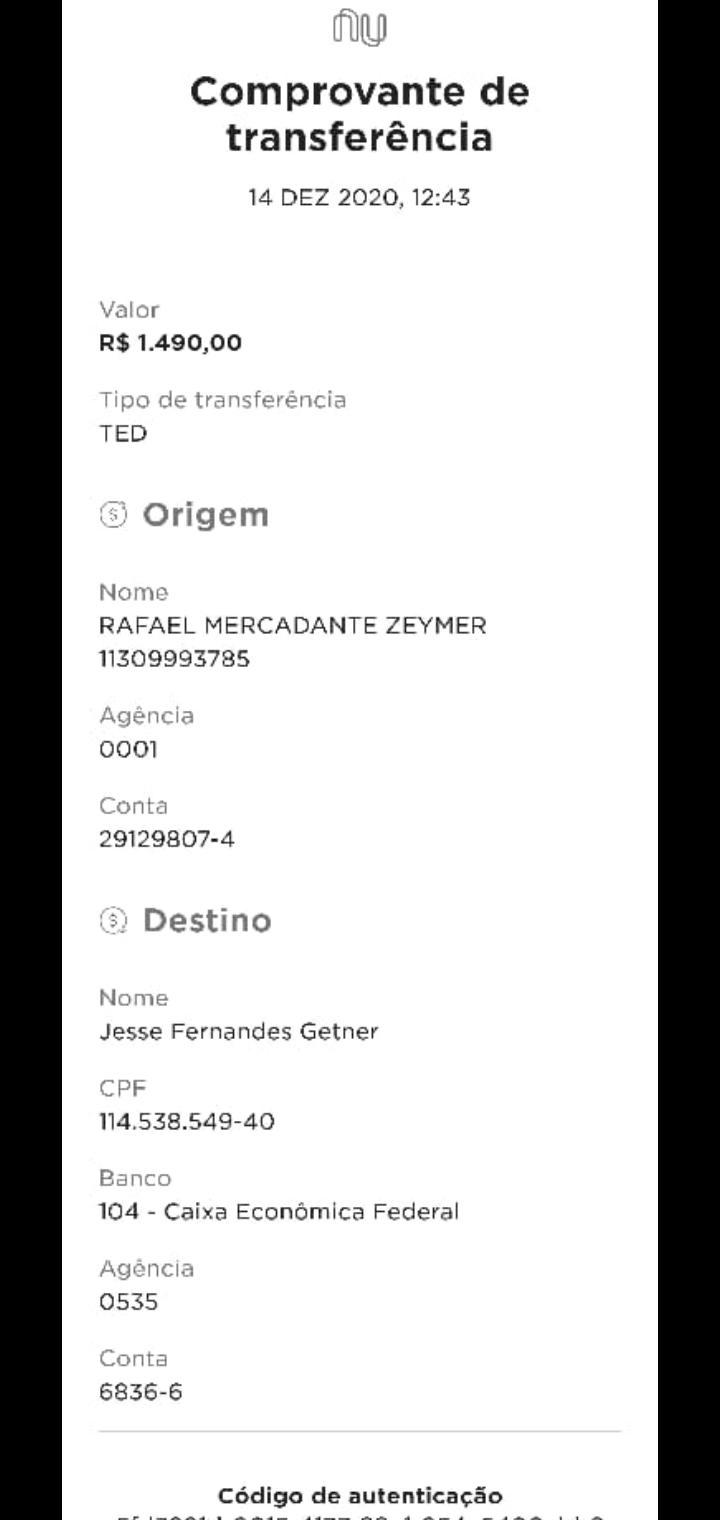 nu
Comprovante de
transferência
14 DEZ 2020, 12:43
Valor
R$ 1.490,00
Tipo de transferência
TED
Origem
Nome
RAFAEL MERCADANTE ZEYMER
11309993785
Agência
0001
Conta
29129807-4
Destino
Nome
Jesse Fernandes Getner
CPF
114.538.549-40
Banco
104 - Caixa Econômica Federal
Agência
0535
Conta
6836-6
Código de autenticação